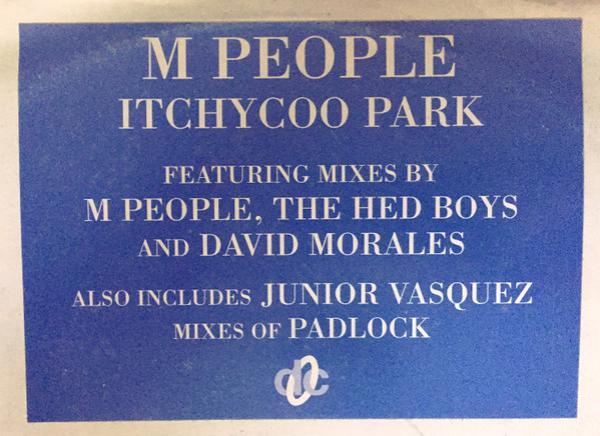 M PEOPLE
ITCHYCOO PARK
FEATURING MIXES BY
M PEOPLE, THE HED BOYS
AND DAVID MORALES
ALSO INCLUDES JUNIOR VASQUEZ
MIXES OF PADLOCK
dc